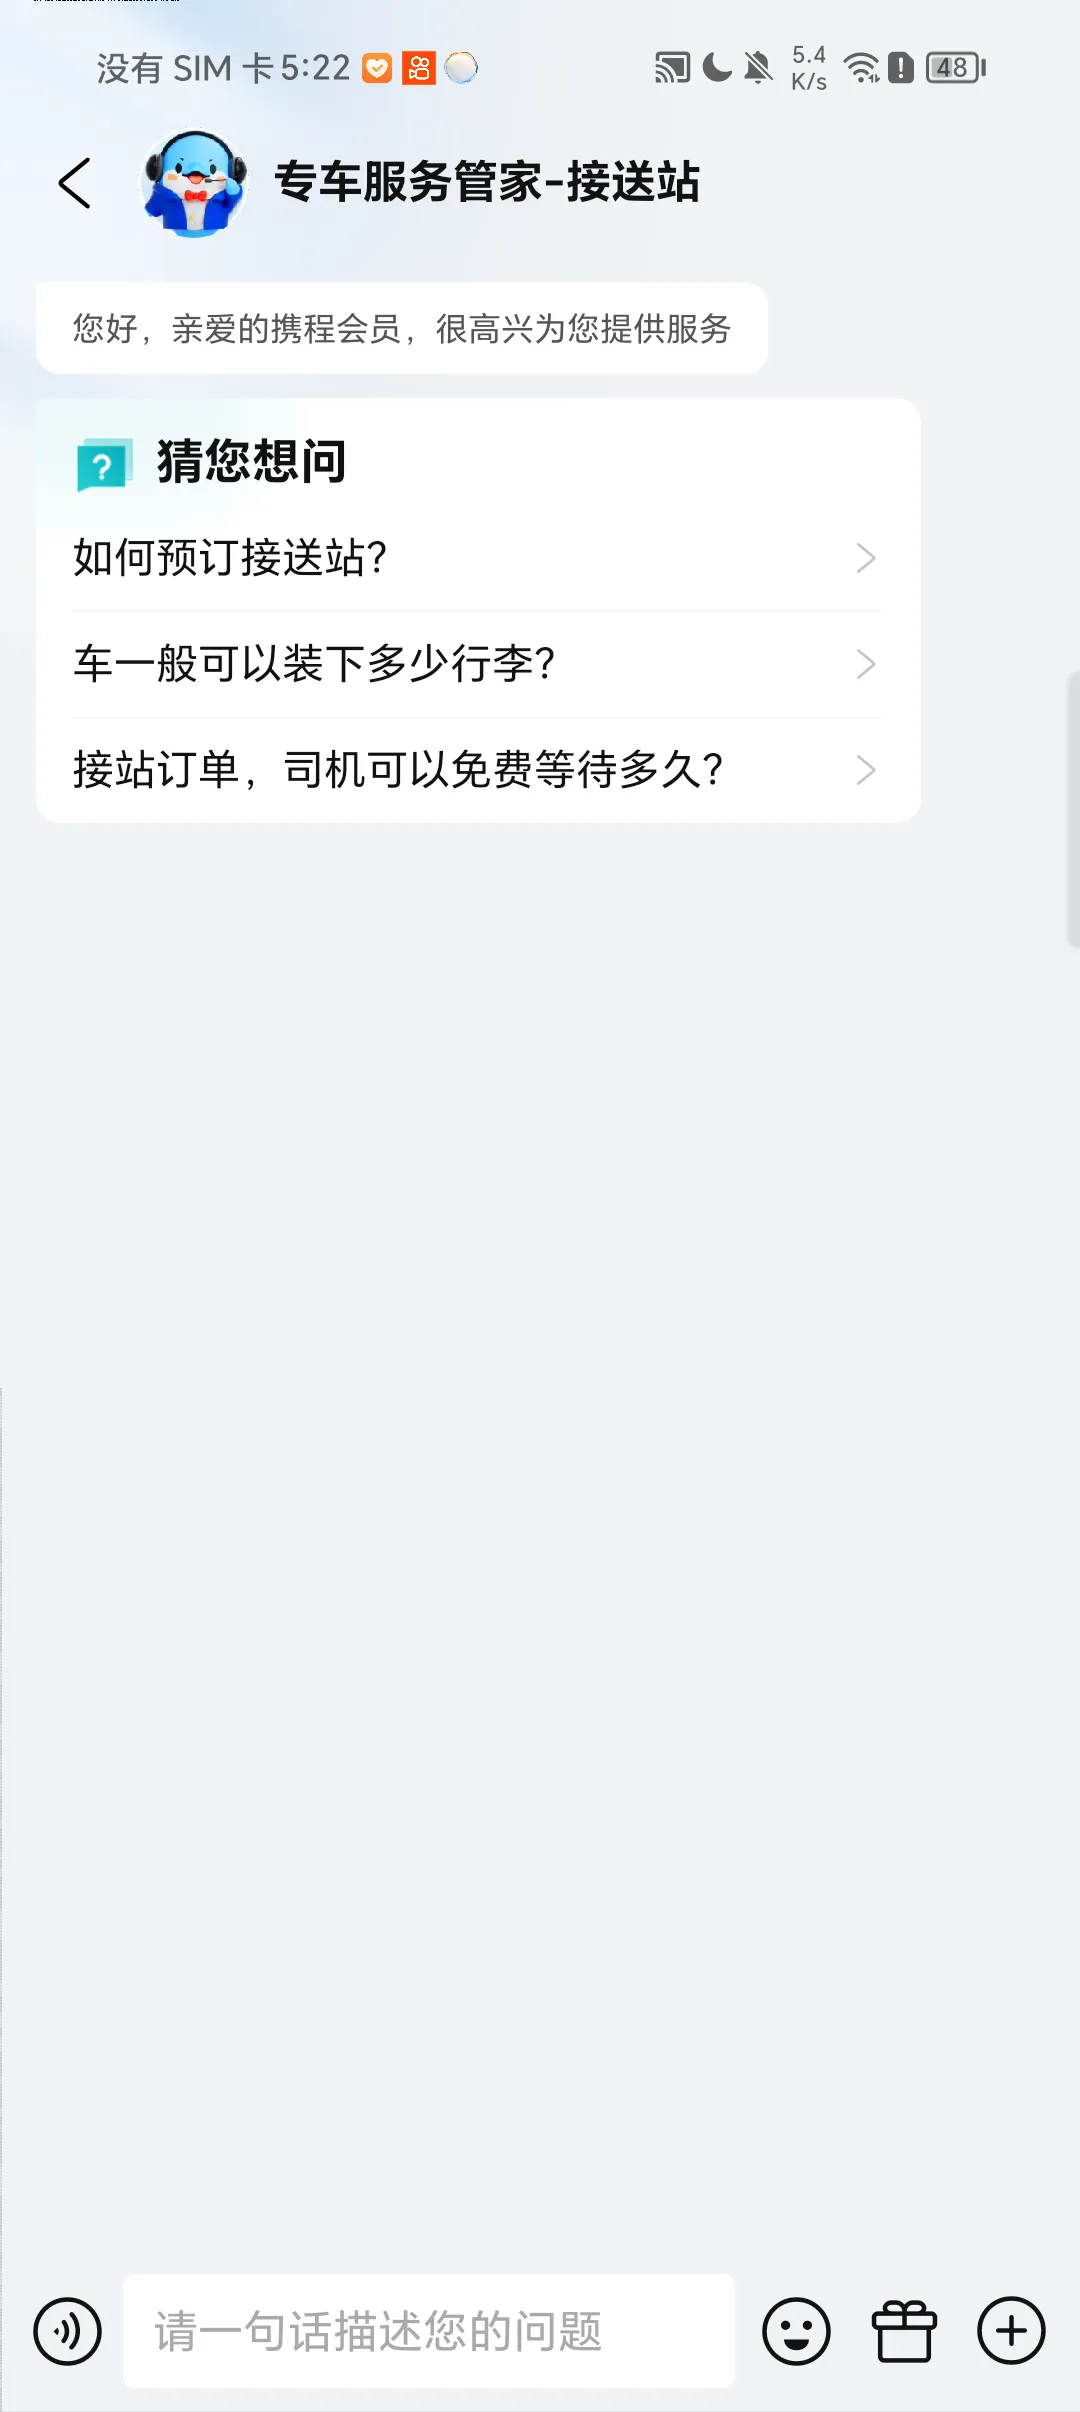 没有 SIM 卡 5:22
5.4
K/s
48
专车服务管家-接送站
您好，亲爱的携程会员，很高兴为您提供服务
猜您想问
如何预订接送站？
车一般可以装下多少行李？
接站订单，司机可以免费等待多久？
请一句话描述您的问题